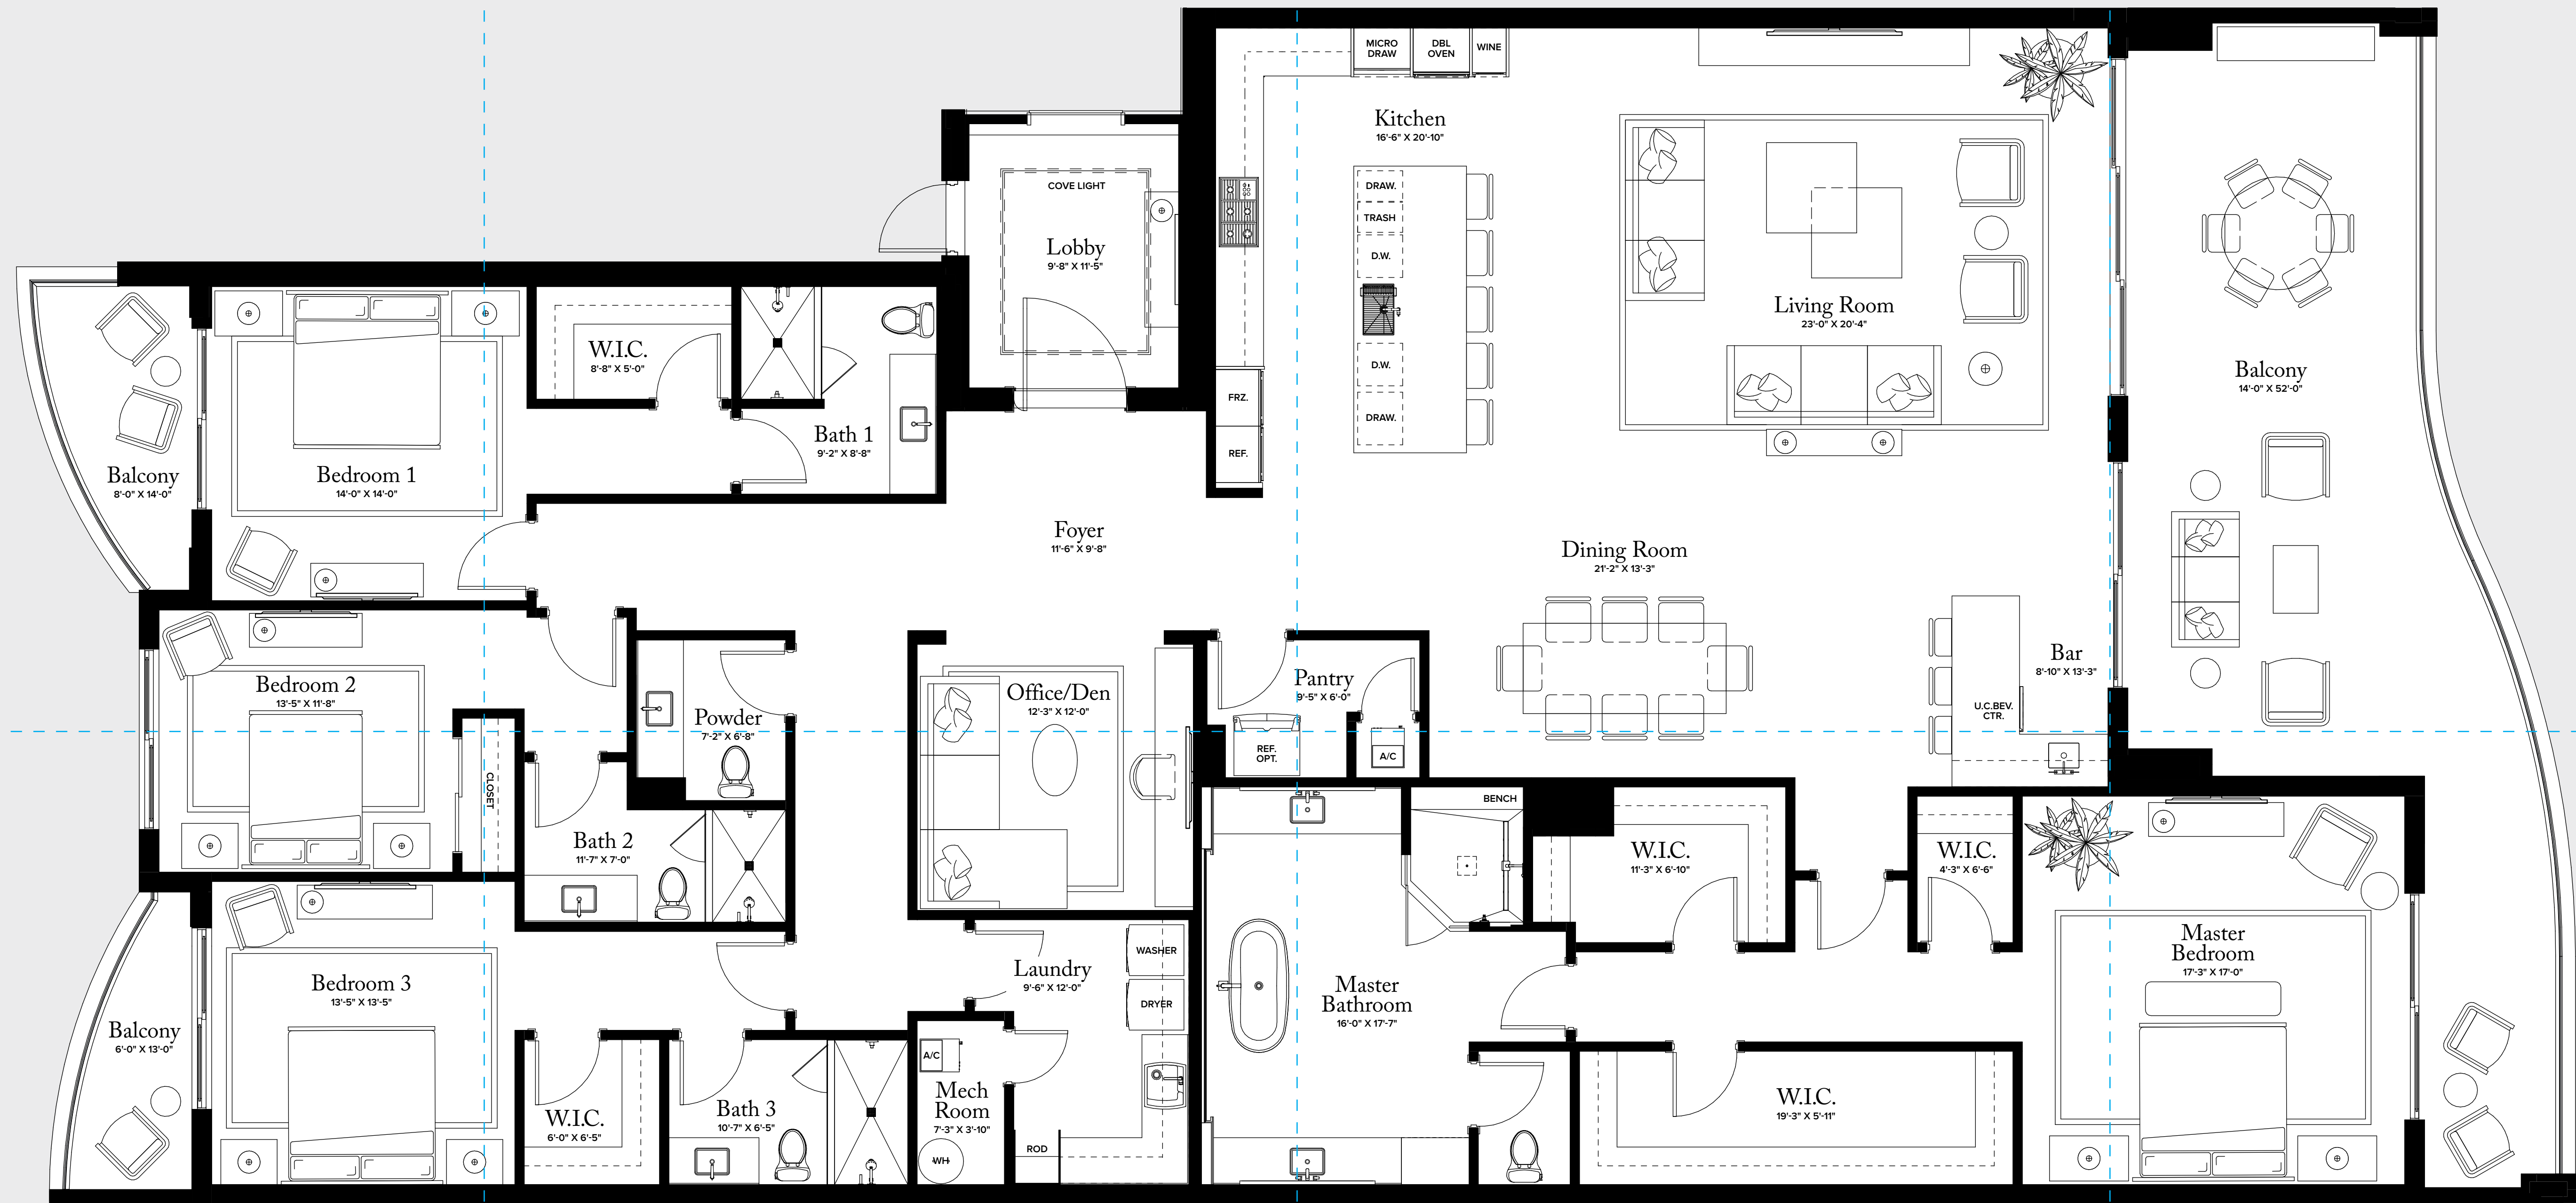 MICRO
DRAW
DBL
OVEN
WINE
Kitchen
16'-6" X 20'-10"
COVE LIGHT
Lobby
9'-8" X 11'-5"
DRAW.
TRASH
D.W.
D.W.
DRAW.
FRZ.
REF.
Living Room
23'-0" X 20'-4"
Balcony
14'-0" X 52'-0"
W.I.C.
8'-8" X 5'-0"
Bath 1
9'-2" X 8'-8"
Balcony
8'-0" X 14'-0"
Bedroom 1
14'-0" X 14'-0"
Foyer
11'-6" X 9'-8"
Dining Room
21'-2" X 13'-3"
Bar
8'-10" X 13'-3"
U.C.BEV.
CTR.
Bedroom 2
13'-5" X 11'-8"
CLOSET
Powder
7'-2" X 6'-8"
Office/Den
12'-3" X 12'-0"
Pantry
9'-5" X 6'-0"
REF.
OPT.
A/C
Bath 2
11'-7" X 7'-0"
BENCH
W.I.C.
11'-3" X 6'-10"
W.I.C.
4'-3" X 6'-6"
Master
Bedroom
17'-3" X 17'-0"
Bedroom 3
13'-5" X 13'-5"
Laundry
9'-6" X 12'-0"
WASHER
DRYER
Master
Bathroom
16'-0" X 17'-7"
Balcony
6'-0" X 13'-0"
W.I.C.
6'-0" X 6'-5"
Bath 3
10'-7" X 6'-5"
A/C
Mech
Room
7'-3" X 3'-10"
WH
ROD
W.I.C.
19'-3" X 5'-11"